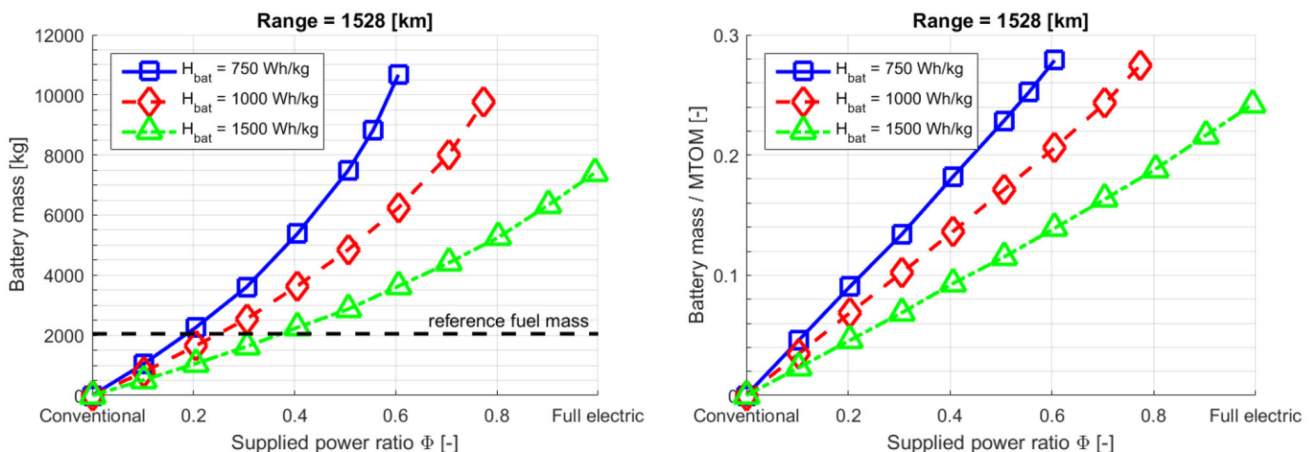 Range = 1528 [km]
12000
10000
8000
6000
4000
2000
0
Battery mass [kg]
H_bat = 750 Wh/kg
H_bat = 1000 Wh/kg
H_bat = 1500 Wh/kg
reference fuel mass
Conventional 0.2 0.4 0.6 0.8 Full electric
Supplied power ratio Φ [-]
Range = 1528 [km]
0.3
0.2
0.1
0
Battery mass / MTOM [-]
H_bat = 750 Wh/kg
H_bat = 1000 Wh/kg
H_bat = 1500 Wh/kg
Conventional 0.2 0.4 0.6 0.8 Full electric
Supplied power ratio Φ [-]